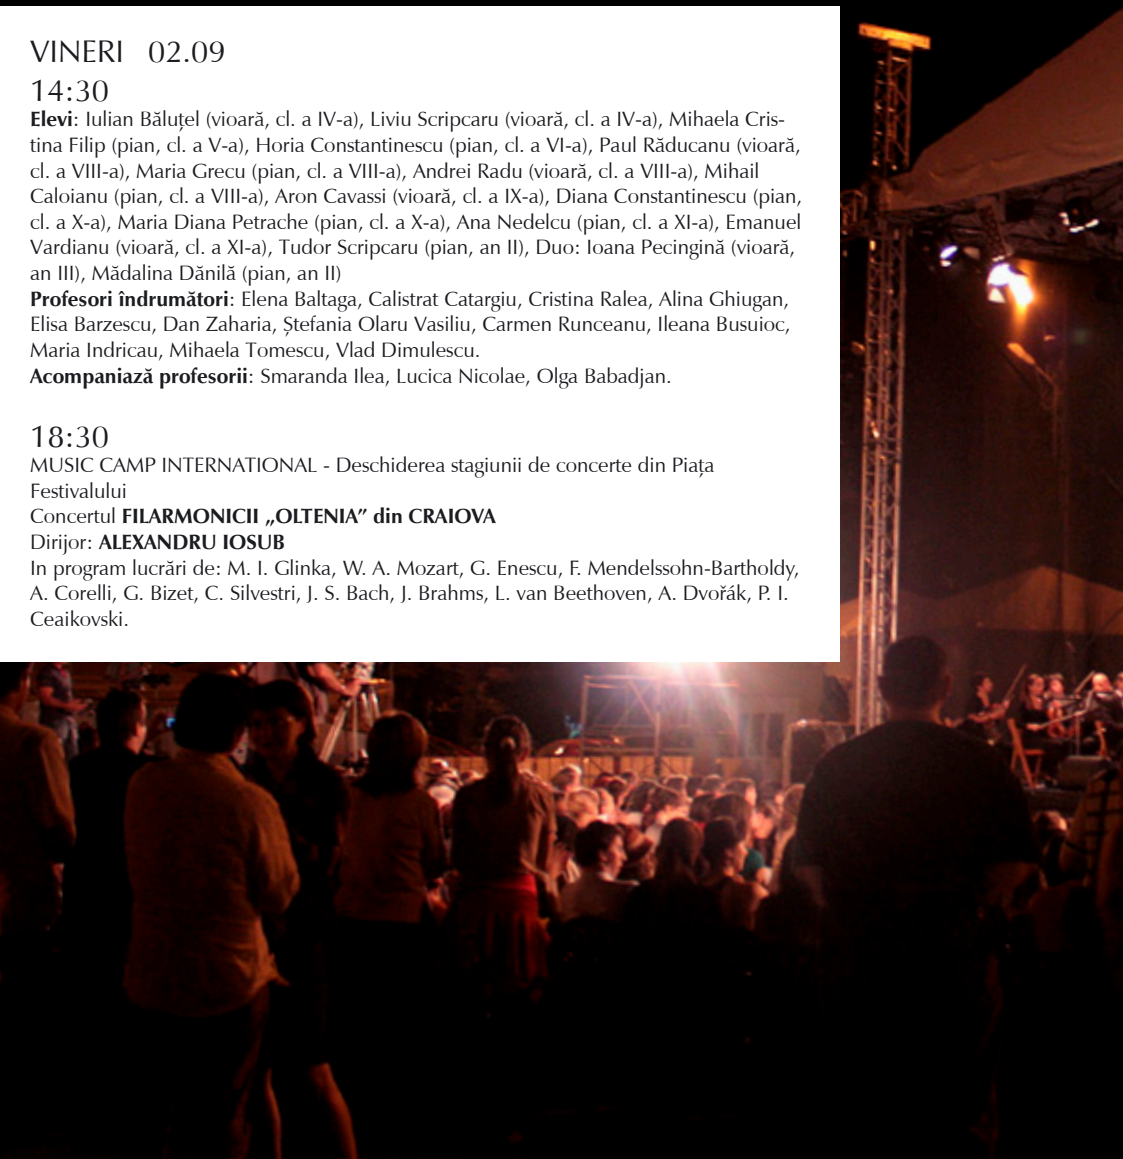 VINERI 02.09
14:30
Elevi: Iulian Băluțel (vioară, cl. a IV-a), Liviu Scripcaru (vioară, cl. a IV-a), Mihaela Cris-
tina Filip (pian, cl. a V-a), Horia Constantinescu (pian, cl. a VI-a), Paul Răducanu (vioară,
cl. a VIII-a), Maria Grecu (pian, cl. a VIII-a), Andrei Radu (vioară, cl. a VIII-a), Mihail
Caloianu (pian, cl. a VIII-a), Aron Cavassi (vioară, cl. a IX-a), Diana Constantinescu (pian,
cl. a X-a), Maria Diana Petrache (pian, cl. a X-a), Ana Nedelcu (pian, cl. a XI-a), Emanuel
Vardianu (vioară, cl. a XI-a), Tudor Scripcaru (pian, an II), Duo: Ioana Pecingină (vioară,
an III), Mădalina Dănilă (pian, an II)
Profesori îndrumători: Elena Baltaga, Calistrat Catargiu, Cristina Ralea, Alina Ghiugan,
Elisa Barzescu, Dan Zaharia, Ștefania Olaru Vasiliu, Carmen Runceanu, Ileana Busuioc,
Maria Indricau, Mihaela Tomescu, Vlad Dimulescu.
Acompaniază profesorii: Smaranda Ilea, Lucica Nicolae, Olga Babadjan.
18:30
MUSIC CAMP INTERNATIONAL - Deschiderea stagiunii de concerte din Piața
Festivalului
Concertul FILARMONICII „OLTENIA” din CRAIOVA
Dirijor: ALEXANDRU IOSUB
In program lucrări de: M. I. Glinka, W. A. Mozart, G. Enescu, F. Mendelssohn-Bartholdy,
A. Corelli, G. Bizet, C. Silvestri, J. S. Bach, J. Brahms, L. van Beethoven, A. Dvořák, P. I.
Ceaikovski.